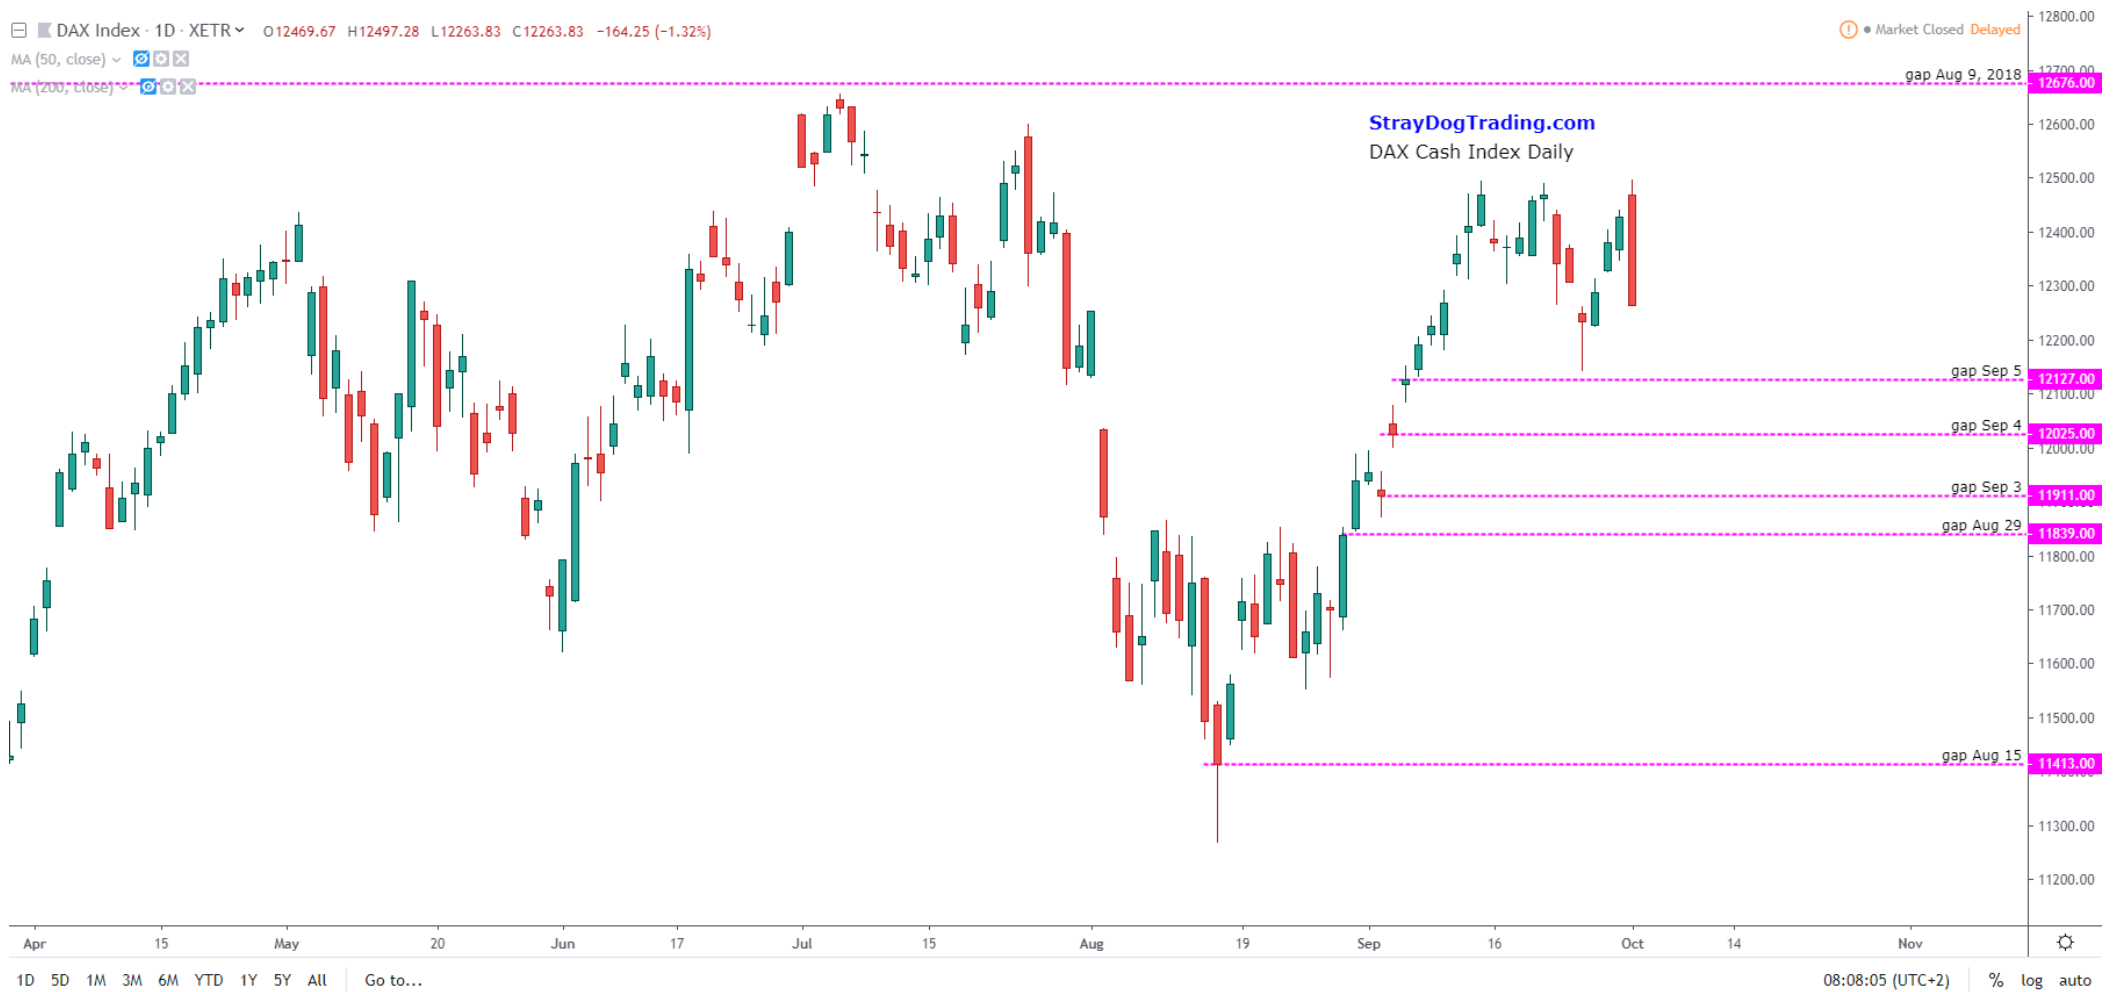 DAX Index · 1D · XETR
O12469.67 H12497.28 L12263.83 C12263.83 −164.25 (−1.32%)
Market Closed Delayed
MA (50, close)
MA (200, close)
StrayDogTrading.com
DAX Cash Index Daily
gap Aug 9, 2018
gap Sep 5
gap Sep 4
gap Sep 3
gap Aug 29
gap Aug 15
12800.00
12700.00
12676.00
12600.00
12500.00
12400.00
12300.00
12200.00
12127.00
12100.00
12025.00
12000.00
11911.00
11839.00
11800.00
11700.00
11600.00
11500.00
11413.00
11300.00
11200.00
Apr 15 May 20 Jun 17 Jul 15 Aug 19 Sep 16 Oct 14 Nov
1D 5D 1M 3M 6M YTD 1Y 5Y All Go to... 08:08:05 (UTC+2) % log auto